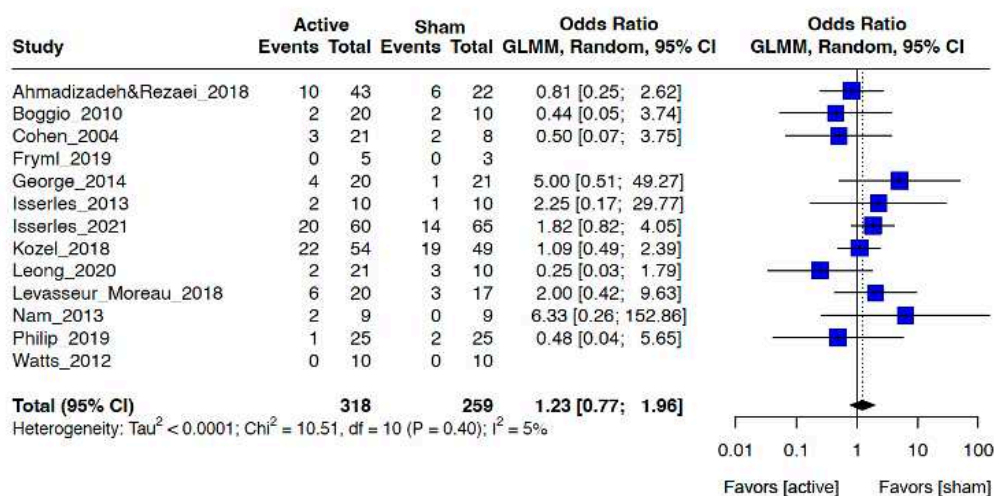 Active Sham Odds Ratio Odds Ratio
Study Events Total Events Total GLMM, Random, 95% CI GLMM, Random, 95% CI
Ahmadizadeh&Rezaei_2018 10 43 6 22 0.81 [0.25; 2.62]
Boggio_2010 2 20 2 10 0.44 [0.05; 3.74]
Cohen_2004 3 21 2 8 0.50 [0.07; 3.75]
Fryml_2019 0 5 0 3
George_2014 4 20 1 21 5.00 [0.51; 49.27]
Isserles_2013 2 10 1 10 2.25 [0.17; 29.77]
Isserles_2021 20 60 14 65 1.82 [0.82; 4.05]
Kozel_2018 22 54 19 49 1.09 [0.49; 2.39]
Leong_2020 2 21 3 10 0.25 [0.03; 1.79]
Levasseur_Moreau_2018 6 20 3 17 2.00 [0.42; 9.63]
Nam_2013 2 9 0 9 6.33 [0.26; 152.86]
Philip_2019 1 25 2 25 0.48 [0.04; 5.65]
Watts_2012 0 10 0 10
Total (95% CI) 318 259 1.23 [0.77; 1.96]
Heterogeneity: Tau² < 0.0001; Chi² = 10.51, df = 10 (P = 0.40); I² = 5%
0.01 0.1 1 10 100
Favors [active] Favors [sham]